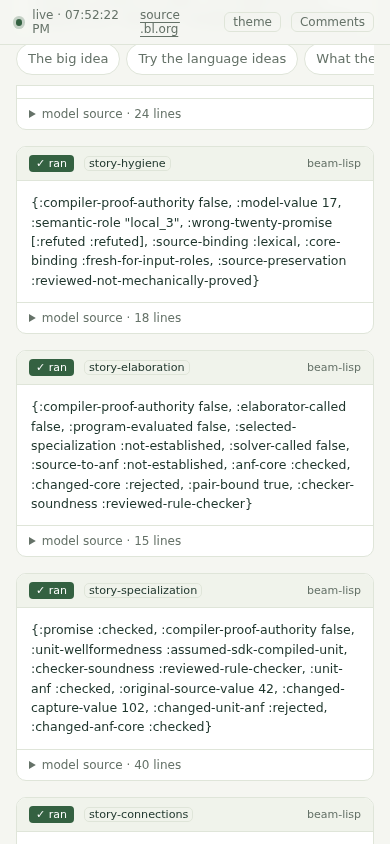 live · 07:52:22 PM
source .bl.org
theme
Comments
The big idea
Try the language ideas
What the
▶ model source · 24 lines
✓ ran story-hygiene beam-lisp
{:compiler-proof-authority false, :model-value 17,
:semantic-role "local_3", :wrong-twenty-promise
[:refuted :refuted], :source-binding :lexical, :core-
binding :fresh-for-input-roles, :source-preservation
:reviewed-not-mechanically-proved}
▶ model source · 18 lines
✓ ran story-elaboration beam-lisp
{:compiler-proof-authority false, :elaborator-called
false, :program-evaluated false, :selected-
specialization :not-established, :solver-called false,
:source-to-anf :not-established, :anf-core :checked,
:changed-core :rejected, :pair-bound true, :checker-
soundness :reviewed-rule-checker}
▶ model source · 15 lines
✓ ran story-specialization beam-lisp
{:promise :checked, :compiler-proof-authority false,
:unit-wellformedness :assumed-sdk-compiled-unit,
:checker-soundness :reviewed-rule-checker, :unit-
anf :checked, :original-source-value 42, :changed-
capture-value 102, :changed-unit-anf :rejected,
:changed-anf-core :checked}
▶ model source · 40 lines
✓ ran story-connections beam-lisp